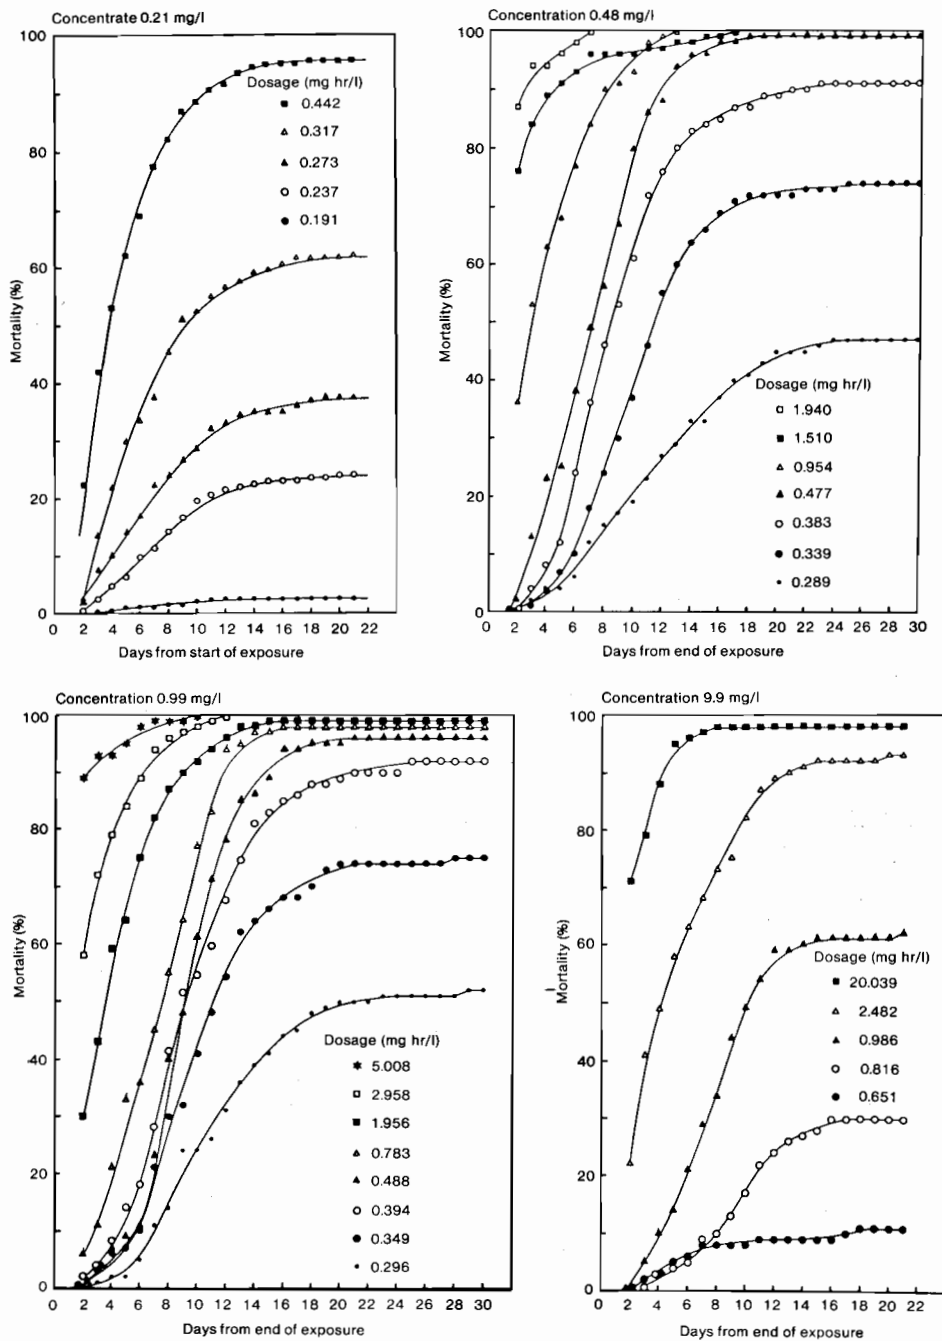 Concentrate 0.21 mg/l
Mortality (%)
100
80
60
40
20
0
Dosage (mg hr/l)
0.442
0.317
0.273
0.237
0.191
0 2 4 6 8 10 12 14 16 18 20 22
Days from start of exposure
Concentration 0.48 mg/l
Mortality (%)
100
80
60
40
20
0
Dosage (mg hr/l)
1.940
1.510
0.954
0.477
0.383
0.339
0.289
0 2 4 6 8 10 12 14 16 18 20 22 24 26 28 30
Days from end of exposure
Concentration 0.99 mg/l
Mortality (%)
100
80
60
40
20
0
Dosage (mg hr/l)
5.008
2.958
1.956
0.783
0.488
0.394
0.349
0.296
0 2 4 6 8 10 12 14 16 18 20 22 24 26 28 30
Days from end of exposure
Concentration 9.9 mg/l
Mortality (%)
100
80
60
40
20
0
Dosage (mg hr/l)
20.039
2.482
0.986
0.816
0.651
0 2 4 6 8 10 12 14 16 18 20 22
Days from end of exposure